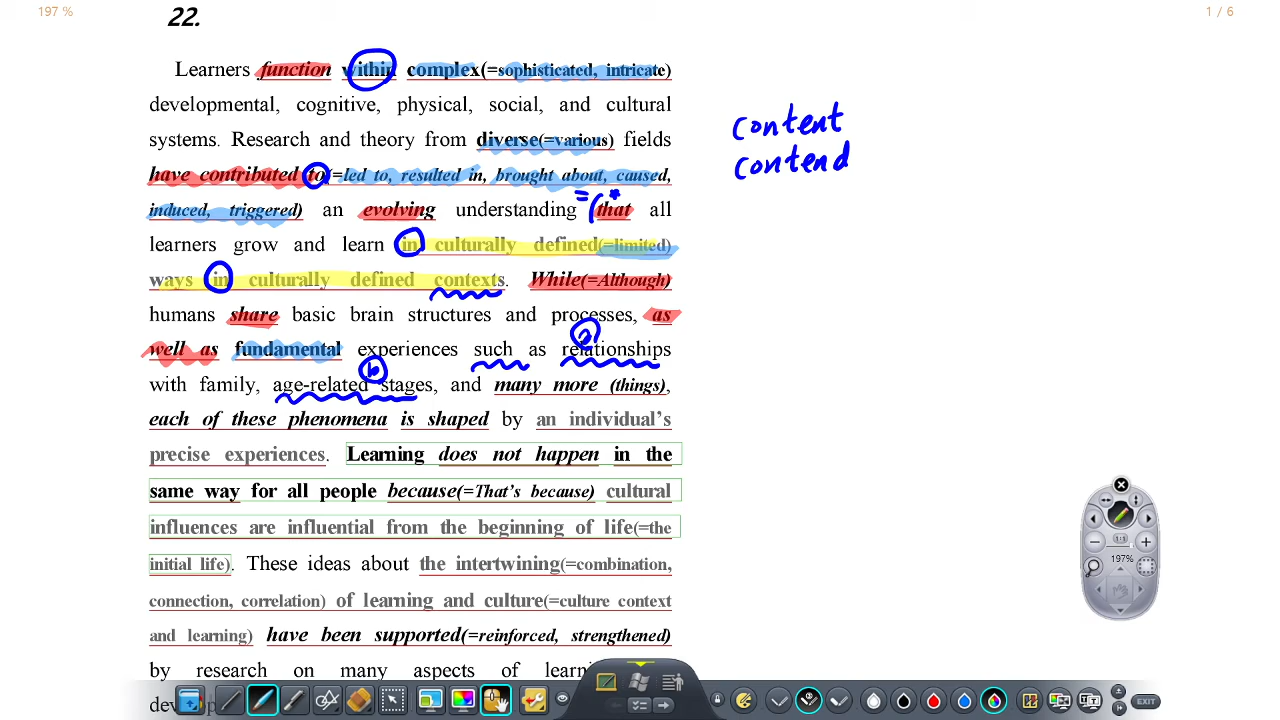 197 %
1 / 6
22.
Learners function within complex(=sophisticated, intricate)
developmental, cognitive, physical, social, and cultural
systems. Research and theory from diverse(=various) fields
have contributed to(=led to, resulted in, brought about, caused,
induced, triggered) an evolving understanding =(* that all
learners grow and learn in culturally defined(=limited)
ways in culturally defined contexts. While(=Although)
humans share basic brain structures and processes, as
well as fundamental experiences such as relationships
with family, age-related stages, and many more (things),
each of these phenomena is shaped by an individual's
precise experiences. Learning does not happen in the
same way for all people because(=That's because) cultural
influences are influential from the beginning of life(=the
initial life). These ideas about the intertwining(=combination,
connection, correlation) of learning and culture(=culture context
and learning) have been supported(=reinforced, strengthened)
by research on many aspects of
content
contend
197%
1:1
EXIT